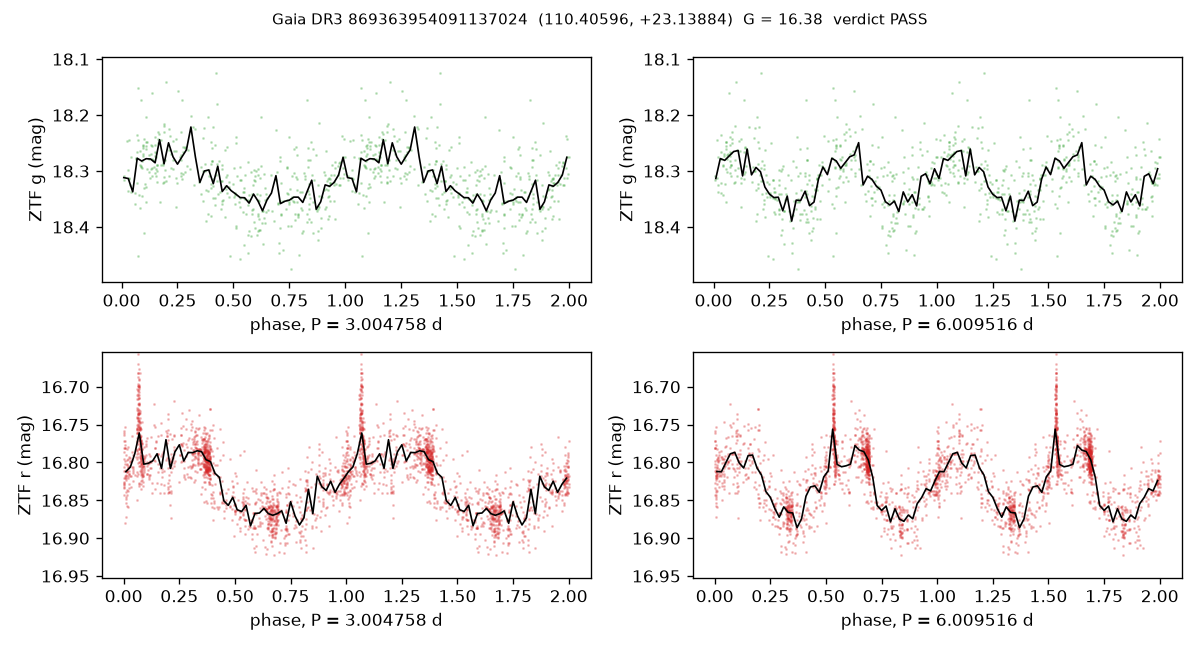 Gaia DR3 869363954091137024 (110.40596, +23.13884) G = 16.38 verdict PASS
18.1
18.2
18.3
18.4
ZTF g (mag)
0.00 0.25 0.50 0.75 1.00 1.25 1.50 1.75 2.00
phase, P = 3.004758 d
18.1
18.2
18.3
18.4
ZTF g (mag)
0.00 0.25 0.50 0.75 1.00 1.25 1.50 1.75 2.00
phase, P = 6.009516 d
16.70
16.75
16.80
16.85
16.90
16.95
ZTF r (mag)
0.00 0.25 0.50 0.75 1.00 1.25 1.50 1.75 2.00
phase, P = 3.004758 d
16.70
16.75
16.80
16.85
16.90
16.95
ZTF r (mag)
0.00 0.25 0.50 0.75 1.00 1.25 1.50 1.75 2.00
phase, P = 6.009516 d